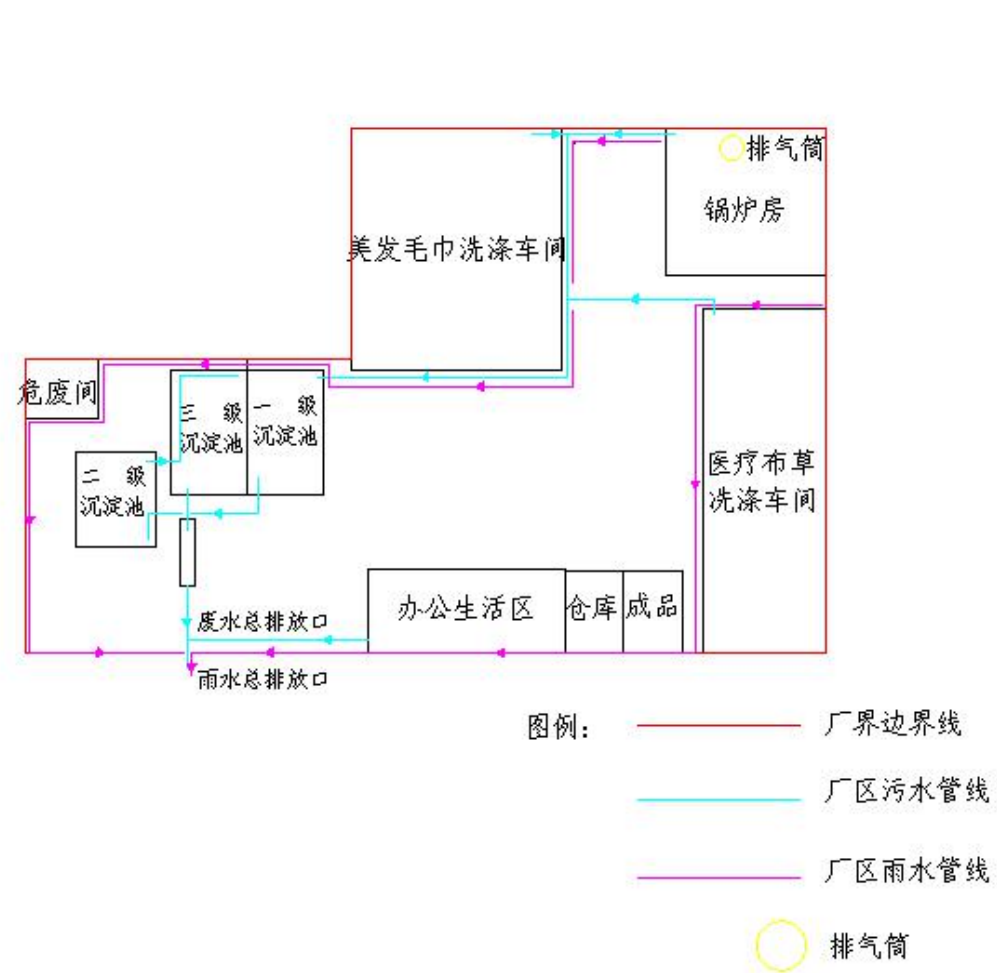 排气筒
锅炉房
美发毛巾洗涤车间
危废间
三 级
沉淀池
一 级
沉淀池
二 级
沉淀池
医疗布草
洗涤车间
办公生活区
仓库
成品
废水总排放口
雨水总排放口
图例：
厂界边界线
厂区污水管线
厂区雨水管线
排气筒